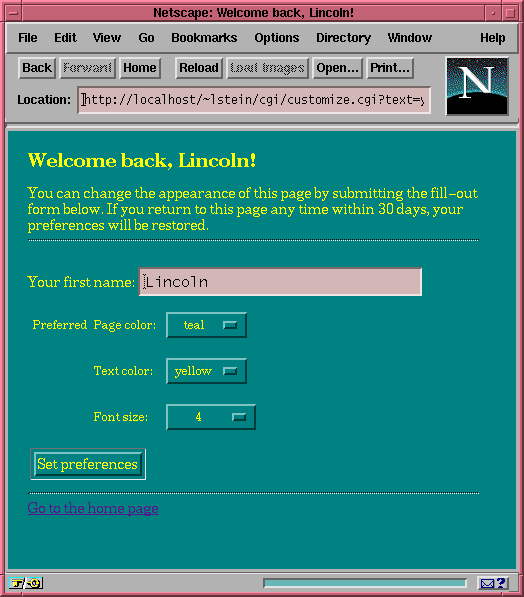 Netscape: Welcome back, Lincoln!
File Edit View Go Bookmarks Options Directory Window Help
Back Forward Home Reload Load Images Open... Print...
N
Location: http://localhost/~lstein/cgi/customize.cgi?text=y
Welcome back, Lincoln!
You can change the appearance of this page by submitting the fill-out
form below. If you return to this page any time within 30 days, your
preferences will be restored.
Your first name: Lincoln
Preferred Page color: teal
Text color: yellow
Font size: 4
Set preferences
Go to the home page
?